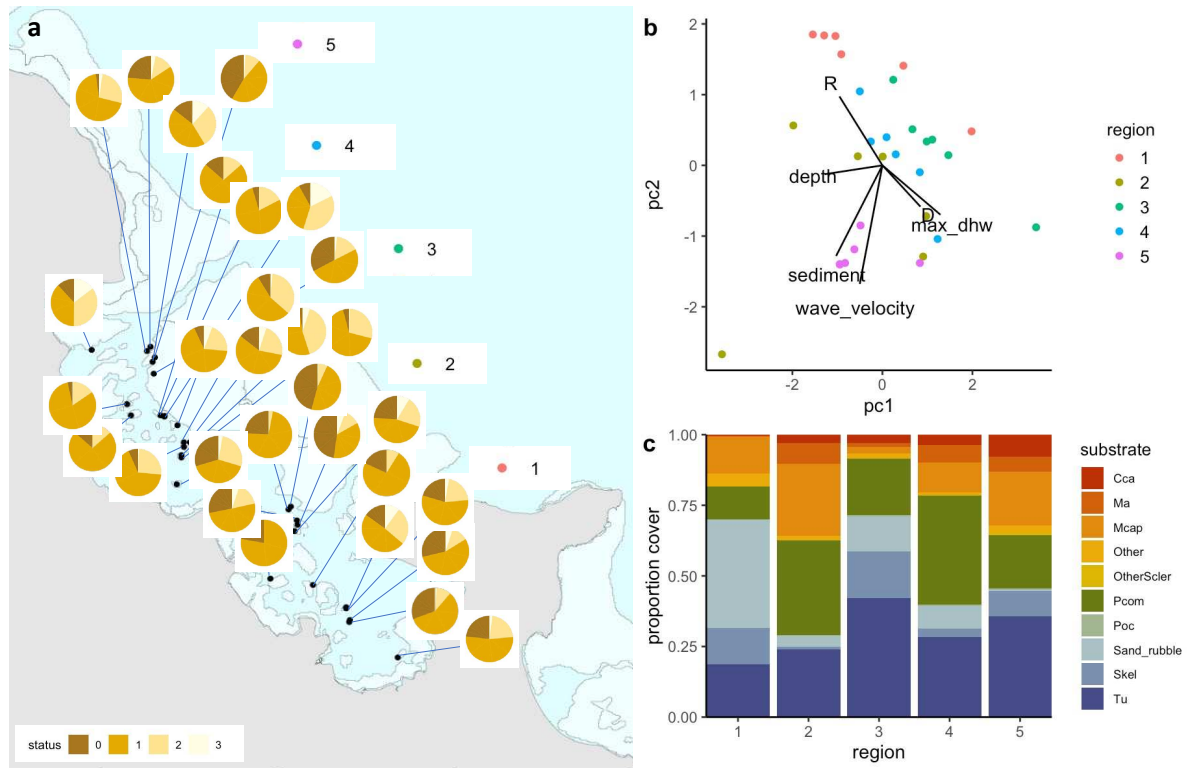 a
5
4
3
2
1
status 0 1 2 3
b
2
1
0
-1
-2
pc2
R
depth
D
max_dhw
sediment
wave_velocity
-2 0 2
pc1
region
1
2
3
4
5
c
1.00
0.75
0.50
0.25
0.00
proportion cover
1 2 3 4 5
region
substrate
Cca
Ma
Mcap
Other
OtherScler
Pcom
Poc
Sand_rubble
Skel
Tu